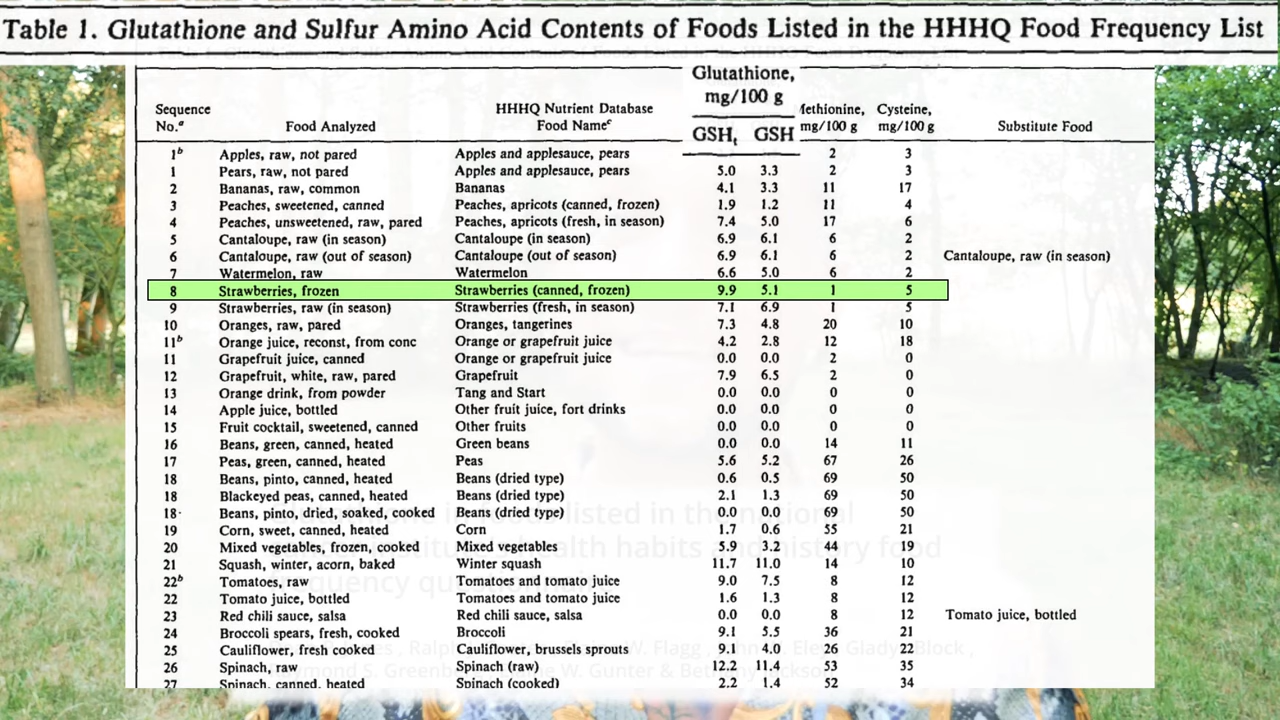 Table 1. Glutathione and Sulfur Amino Acid Contents of Foods Listed in the HHHQ Food Frequency List
Sequence No.ᵃ Food Analyzed HHHQ Nutrient Database Food Nameᶜ Glutathione, mg/100 g GSHₜ GSH Methionine, mg/100 g Cysteine, mg/100 g Substitute Food
1ᵇ Apples, raw, not pared Apples and applesauce, pears 2 3
1 Pears, raw, not pared Apples and applesauce, pears 5.0 3.3 2 3
2 Bananas, raw, common Bananas 4.1 3.3 11 17
3 Peaches, sweetened, canned Peaches, apricots (canned, frozen) 1.9 1.2 11 4
4 Peaches, unsweetened, raw, pared Peaches, apricots (fresh, in season) 7.4 5.0 17 6
5 Cantaloupe, raw (in season) Cantaloupe (in season) 6.9 6.1 6 2
6 Cantaloupe, raw (out of season) Cantaloupe (out of season) 6.9 6.1 6 2 Cantaloupe, raw (in season)
7 Watermelon, raw Watermelon 6.6 5.0 6 2
8 Strawberries, frozen Strawberries (canned, frozen) 9.9 5.1 1 5
9 Strawberries, raw (in season) Strawberries (fresh, in season) 7.1 6.9 1 5
10 Oranges, raw, pared Oranges, tangerines 7.3 4.8 20 10
11ᵇ Orange juice, reconst, from conc Orange or grapefruit juice 4.2 2.8 12 18
11 Grapefruit juice, canned Orange or grapefruit juice 0.0 0.0 2 0
12 Grapefruit, white, raw, pared Grapefruit 7.9 6.5 2 0
13 Orange drink, from powder Tang and Start 0.0 0.0 0 0
14 Apple juice, bottled Other fruit juice, fort drinks 0.0 0.0 0 0
15 Fruit cocktail, sweetened, canned Other fruits 0.0 0.0 0 0
16 Beans, green, canned, heated Green beans 0.0 0.0 14 11
17 Peas, green, canned, heated Peas 5.6 5.2 67 26
18 Beans, pinto, canned, heated Beans (dried type) 0.6 0.5 69 50
18 Blackeyed peas, canned, heated Beans (dried type) 2.1 1.3 69 50
18 Beans, pinto, dried, soaked, cooked Beans (dried type) 0.0 0.0 69 50
19 Corn, sweet, canned, heated Corn 1.7 0.6 55 21
20 Mixed vegetables, frozen, cooked Mixed vegetables 5.9 3.2 44 19
21 Squash, winter, acorn, baked Winter squash 11.7 11.0 14 10
22ᵇ Tomatoes, raw Tomatoes and tomato juice 9.0 7.5 8 12
22 Tomato juice, bottled Tomatoes and tomato juice 1.6 1.3 8 12
23 Red chili sauce, salsa Red chili sauce, salsa 0.0 0.0 8 12 Tomato juice, bottled
24 Broccoli spears, fresh, cooked Broccoli 9.1 5.5 36 21
25 Cauliflower, fresh cooked Cauliflower, brussels sprouts 9.1 4.0 26 22
26 Spinach, raw Spinach (raw) 12.2 11.4 53 35
27 Spinach, canned, heated Spinach (cooked) 2.2 1.4 52 34
Glutathione in foods listed in the national
institute's health habits and history food
frequency
Ralph W. Flagg, John Eley, Gladys Block,
Raymond S. Greenberg, W. Gunter & Jackson